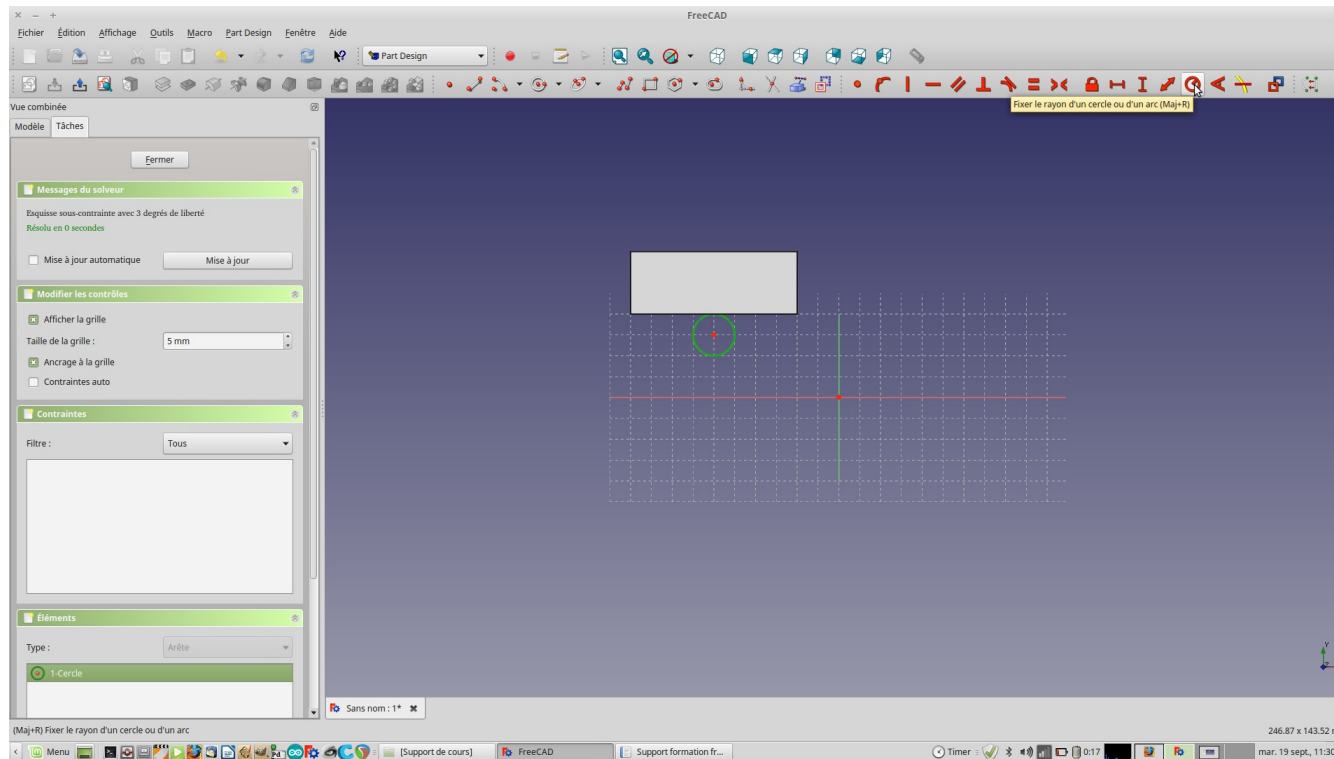 FreeCAD
Fichier Édition Affichage Outils Macro Part Design Fenêtre Aide
Part Design
Vue combinée
Fixer le rayon d'un cercle ou d'un arc (Maj+R)
Modèle Tâches
Fermer
Messages du solveur
Esquisse sous-contrainte avec 3 degrés de liberté
Résolu en 0 secondes
Mise à jour automatique Mise à jour
Modifier les contrôles
Afficher la grille
Taille de la grille : 5 mm
Ancrage à la grille
Contraintes auto
Contraintes
Filtre : Tous
Éléments
Type : Arête
1-Cercle
Y
Sans nom : 1*
(Maj+R) Fixer le rayon d'un cercle ou d'un arc
246.87 x 143.52
Menu [Support de cours] FreeCAD Support formation fr... Timer 0:17 mar. 19 sept., 11:30